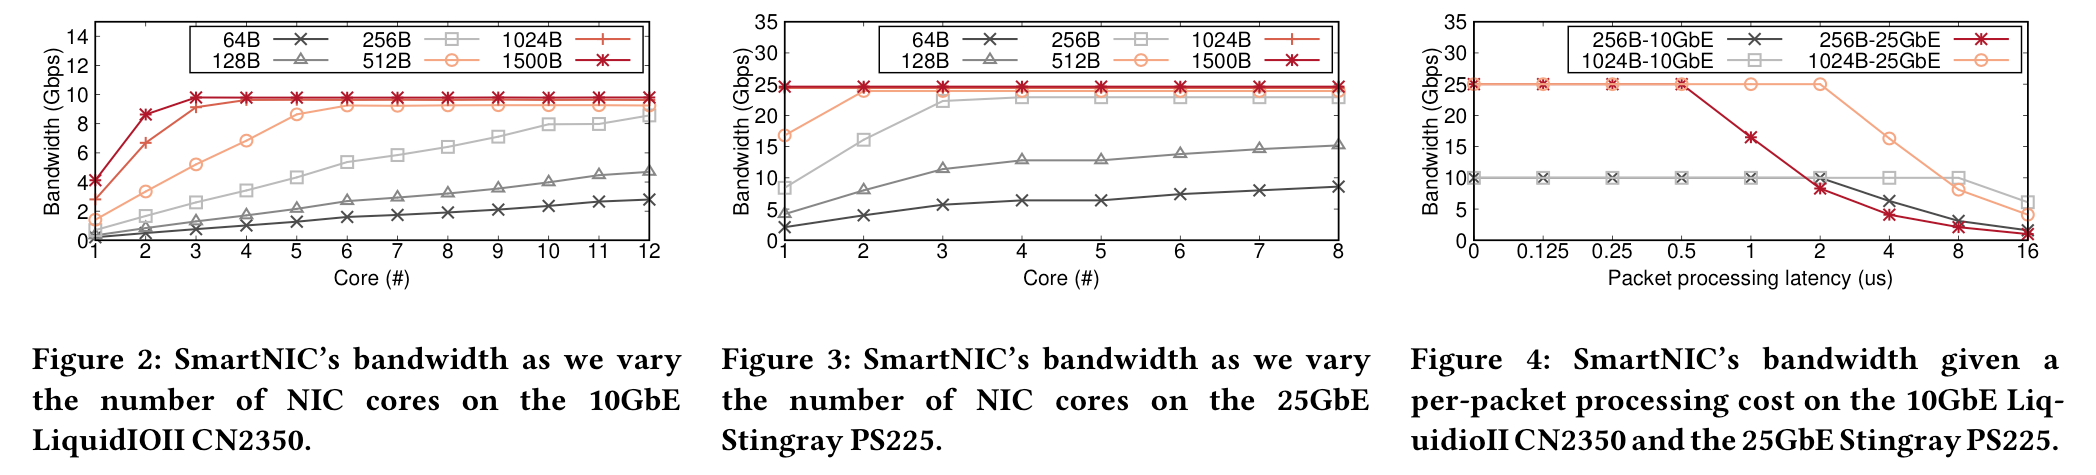 14
12
10
8
6
4
2
0
Bandwidth (Gbps)
64B 256B 1024B
128B 512B 1500B
1 2 3 4 5 6 7 8 9 10 11 12
Core (#)
Figure 2: SmartNIC’s bandwidth as we vary
the number of NIC cores on the 10GbE
LiquidIOII CN2350.
35
30
25
20
15
10
5
0
Bandwidth (Gbps)
64B 256B 1024B
128B 512B 1500B
1 2 3 4 5 6 7 8
Core (#)
Figure 3: SmartNIC’s bandwidth as we vary
the number of NIC cores on the 25GbE
Stingray PS225.
35
30
25
20
15
10
5
0
Bandwidth (Gbps)
256B-10GbE 256B-25GbE
1024B-10GbE 1024B-25GbE
0 0.125 0.25 0.5 1 2 4 8 16
Packet processing latency (us)
Figure 4: SmartNIC’s bandwidth given a
per-packet processing cost on the 10GbE Liq-
uidioII CN2350 and the 25GbE Stingray PS225.